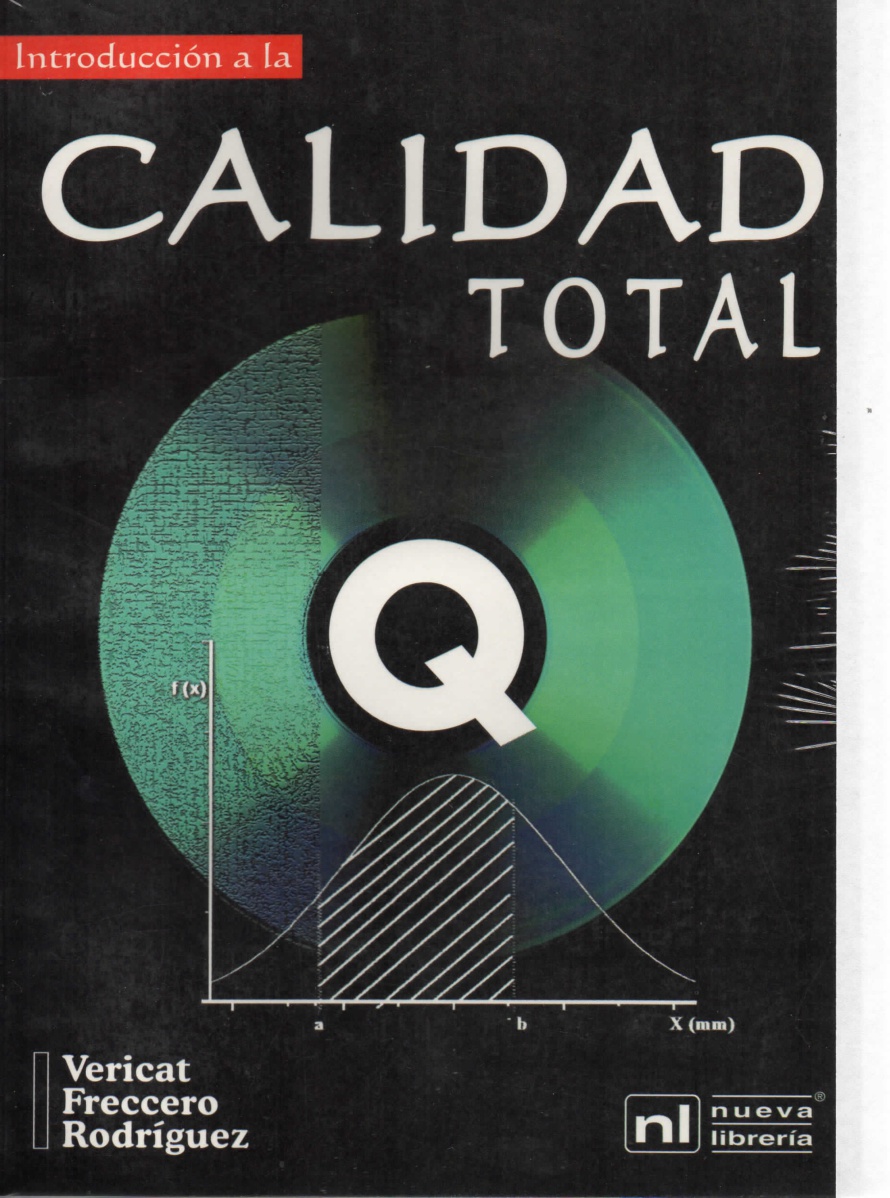 Introducción a la
CALIDAD
TOTAL
Q
f (x)
a
b
X (mm)
Vericat
Freccero
Rodríguez
nl
nueva
librería
®